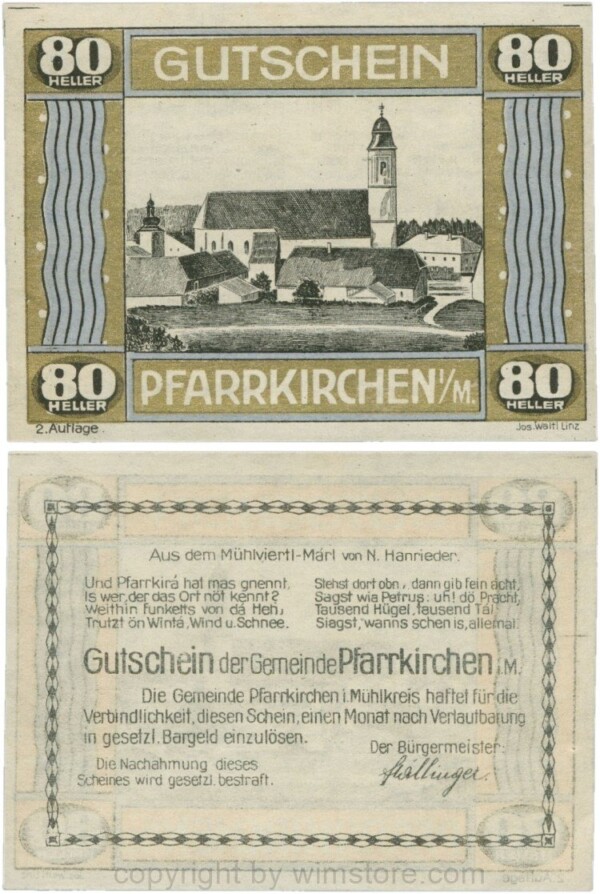 80 HELLER
GUTSCHEIN
80 HELLER
80 HELLER
PFARRKIRCHEN i/M.
80 HELLER
2. Auflage.
Jos. Waltl Linz
Aus dem Mühlviertl-Märl von N. Hanrieder.
Und Pfarrkirá hat mas gnennt,
Is wer, der das Ort nöt kennt?
Weithin funkelts von dá Heh,
Trutzt ön Wintá, Wind u. Schnee.
Stehst dort obn, dann gib fein ácht,
Sagst wia Petrus: uh! dö Pracht,
Tausend Hügel, tausend Tal,
Siagst, wanns schen is, allemal.
Gutschein der Gemeinde Pfarrkirchen i.M.
Die Gemeinde Pfarrkirchen i. Mühlkreis haftet für die
Verbindlichkeit, diesen Schein, einen Monat nach Verlautbarung
in gesetzl. Bargeld einzulösen.
Der Bürgermeister:
Die Nachahmung dieses
Scheines wird gesetzl. bestraft.
copyright by wimstore.com